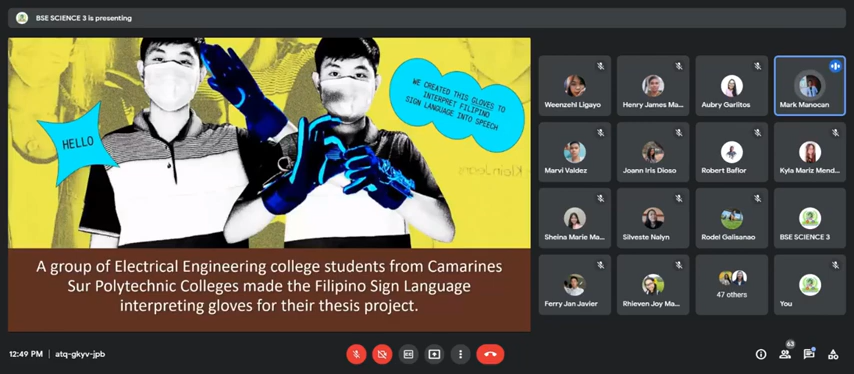 BSE SCIENCE 3 is presenting
HELLO
WE CREATED THIS GLOVES TO
INTERPRET FILIPINO
SIGN LANGUAGE INTO SPEECH
A group of Electrical Engineering college students from Camarines
Sur Polytechnic Colleges made the Filipino Sign Language
interpreting gloves for their thesis project.
Weenzehl Ligayo
Henry James Ma...
Aubry Garlitos
Mark Manocan
Marvi Valdez
Joann Iris Dioso
Robert Baflor
Kyla Mariz Mend...
Sheina Marie Ma...
Silveste Nalyn
Rodel Galisanao
BSE SCIENCE 3
Ferry Jan Javier
Rhieven Joy Ma...
47 others
You
12:49 PM | atq-gkyv-jpb
63